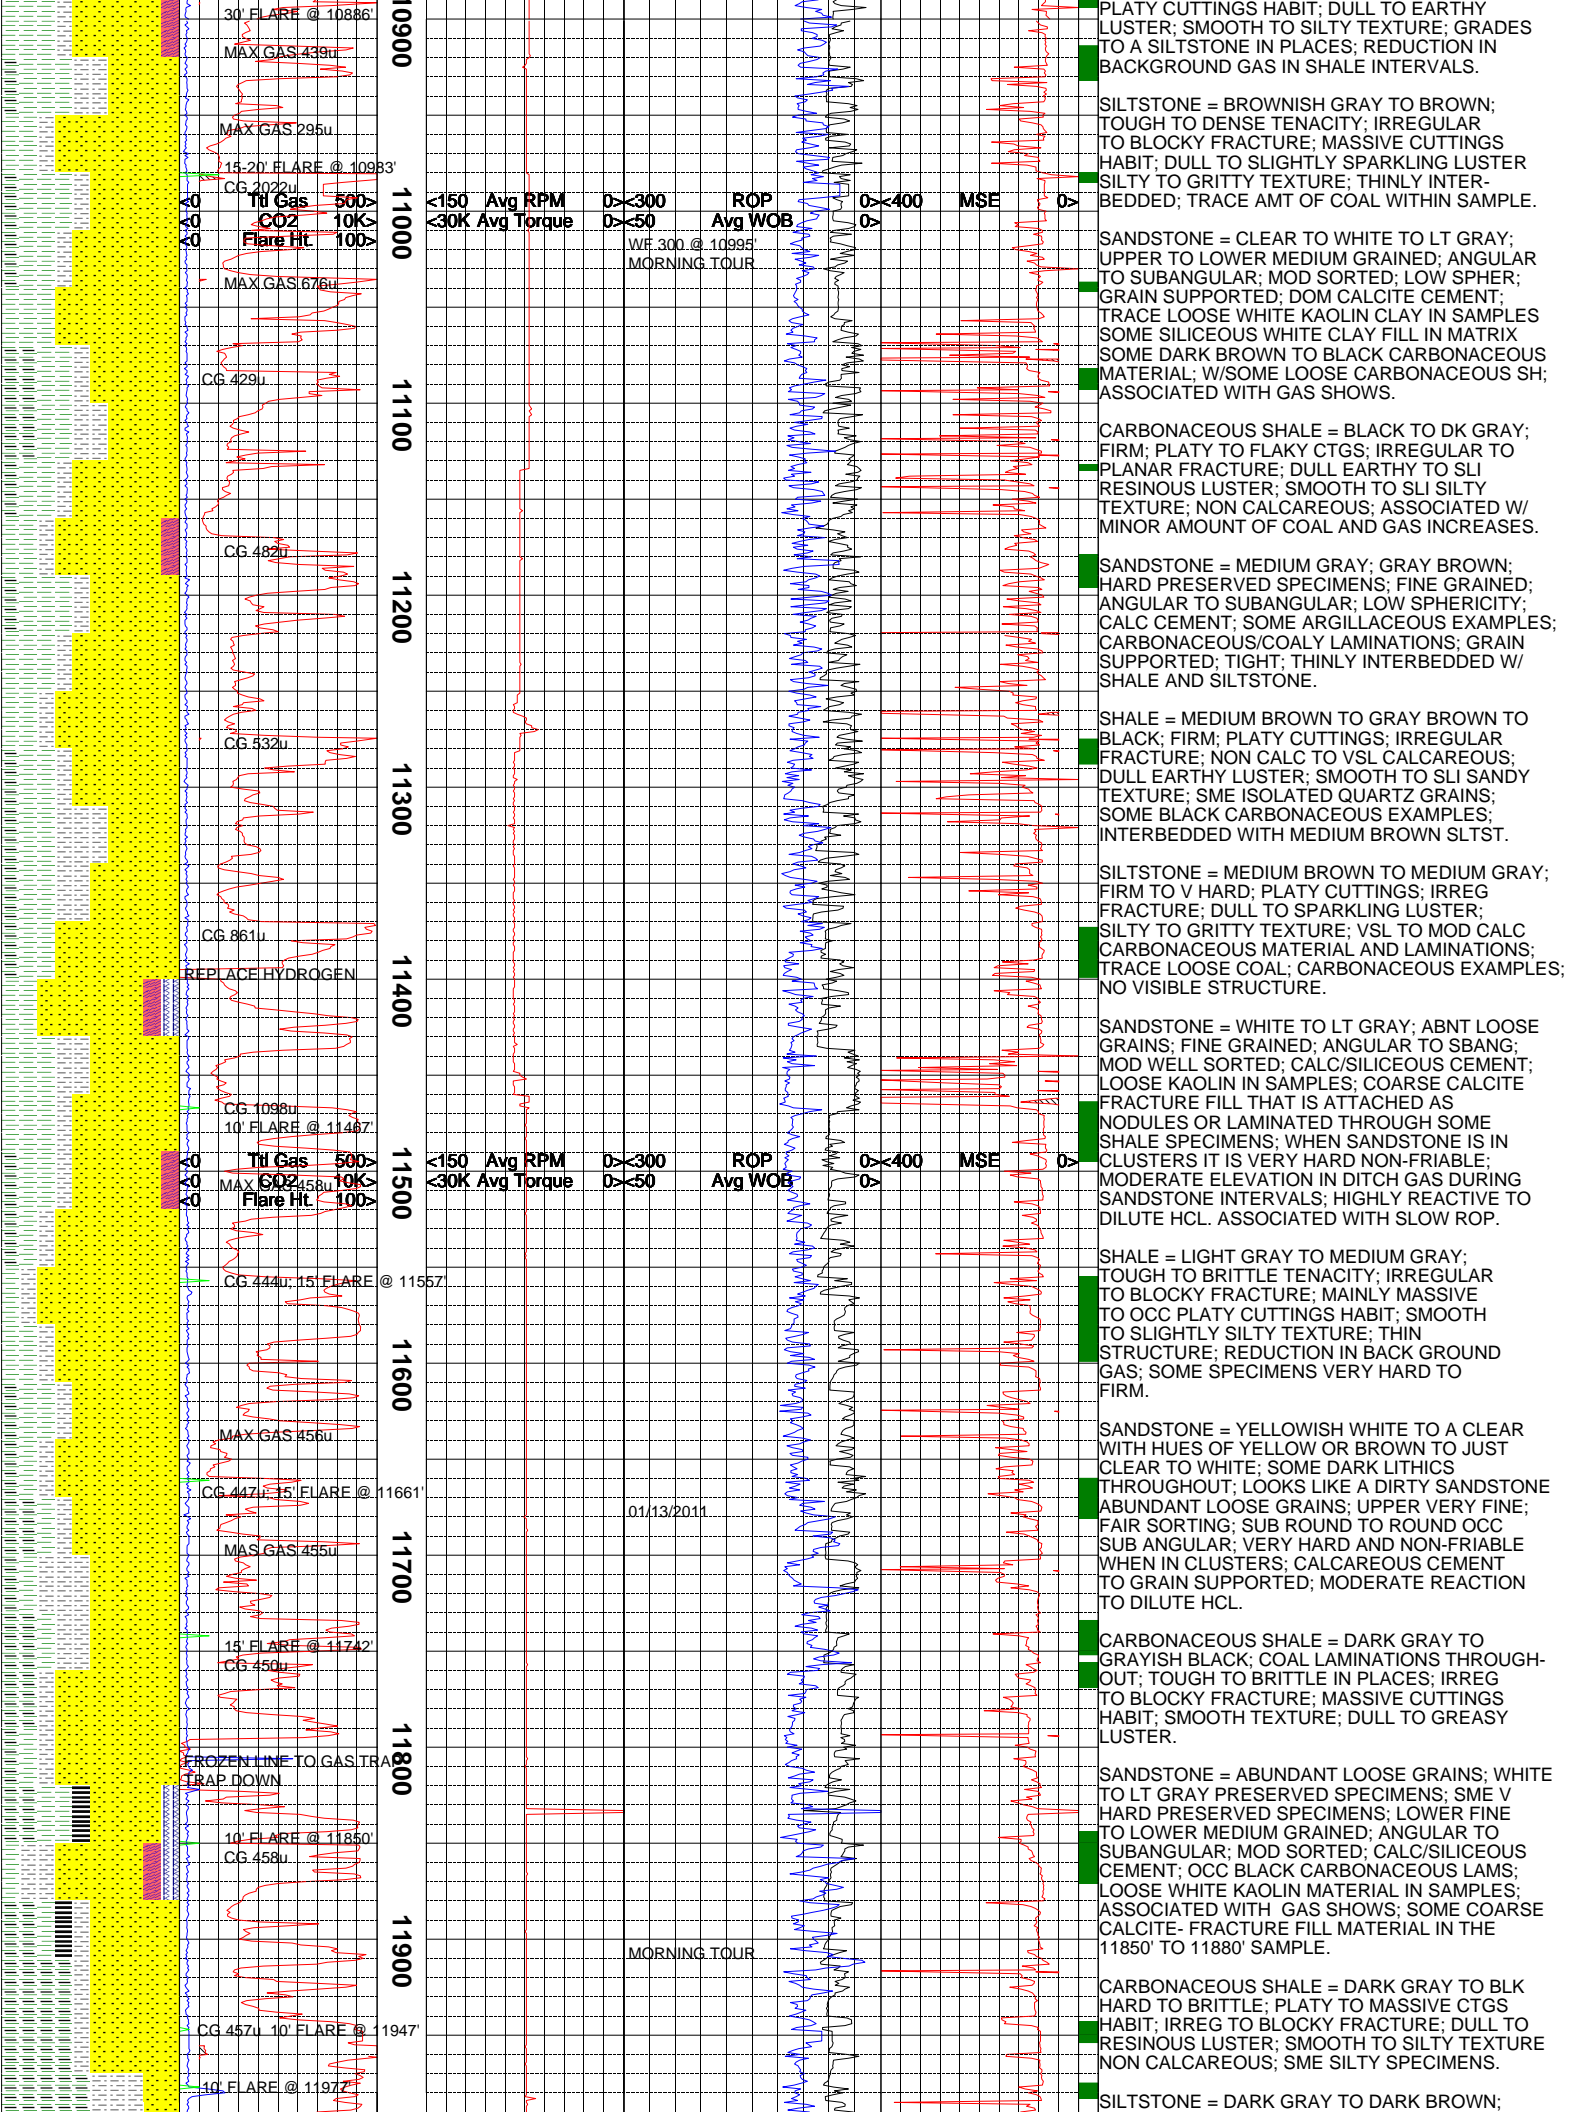 30' FLARE @ 10886'
MAX GAS 439u
MAX GAS 295u
15-20' FLARE @ 10983'
CG 2022u
<0 Ttl Gas 500>
<0 CO2 10K>
<0 Flare Ht. 100>
MAX GAS 676u
CG 429u
CG 482u
CG 532u
CG 861u
REPLACE HYDROGEN
CG 1098u
10' FLARE @ 11467'
<0 Ttl Gas 500>
<0 CO2 10K>
MAX GAS 458u
<0 Flare Ht. 100>
CG 444u; 15' FLARE @ 11557'
MAX GAS 456u
CG 447u; 15' FLARE @ 11661'
MAS GAS 455u
15' FLARE @ 11742'
CG 450u
FROZEN LINE TO GAS TRAP
TRAP DOWN
10' FLARE @ 11850'
CG 458u
CG 457u 10' FLARE @ 11947'
10' FLARE @ 11977'
10900
11000
11100
11200
11300
11400
11500
11600
11700
11800
11900
<150 Avg RPM 0>
<30K Avg Torque 0>
<300 ROP 0>
<50 Avg WOB 0>
<400 MSE 0>
WF 300 @ 10995'
MORNING TOUR
<150 Avg RPM 0>
<30K Avg Torque 0>
<300 ROP 0>
<50 Avg WOB 0>
<400 MSE 0>
01/13/2011
MORNING TOUR
PLATY CUTTINGS HABIT; DULL TO EARTHY
LUSTER; SMOOTH TO SILTY TEXTURE; GRADES
TO A SILTSTONE IN PLACES; REDUCTION IN
BACKGROUND GAS IN SHALE INTERVALS.
SILTSTONE = BROWNISH GRAY TO BROWN;
TOUGH TO DENSE TENACITY; IRREGULAR
TO BLOCKY FRACTURE; MASSIVE CUTTINGS
HABIT; DULL TO SLIGHTLY SPARKLING LUSTER
SILTY TO GRITTY TEXTURE; THINLY INTER-
BEDDED; TRACE AMT OF COAL WITHIN SAMPLE.
SANDSTONE = CLEAR TO WHITE TO LT GRAY;
UPPER TO LOWER MEDIUM GRAINED; ANGULAR
TO SUBANGULAR; MOD SORTED; LOW SPHER;
GRAIN SUPPORTED; DOM CALCITE CEMENT;
TRACE LOOSE WHITE KAOLIN CLAY IN SAMPLES
SOME SILICEOUS WHITE CLAY FILL IN MATRIX
SOME DARK BROWN TO BLACK CARBONACEOUS
MATERIAL; W/SOME LOOSE CARBONACEOUS SH;
ASSOCIATED WITH GAS SHOWS.
CARBONACEOUS SHALE = BLACK TO DK GRAY;
FIRM; PLATY TO FLAKY CTGS; IRREGULAR TO
PLANAR FRACTURE; DULL EARTHY TO SLI
RESINOUS LUSTER; SMOOTH TO SLI SILTY
TEXTURE; NON CALCAREOUS; ASSOCIATED W/
MINOR AMOUNT OF COAL AND GAS INCREASES.
SANDSTONE = MEDIUM GRAY; GRAY BROWN;
HARD PRESERVED SPECIMENS; FINE GRAINED;
ANGULAR TO SUBANGULAR; LOW SPHERICITY;
CALC CEMENT; SOME ARGILLACEOUS EXAMPLES;
CARBONACEOUS/COALY LAMINATIONS; GRAIN
SUPPORTED; TIGHT; THINLY INTERBEDDED W/
SHALE AND SILTSTONE.
SHALE = MEDIUM BROWN TO GRAY BROWN TO
BLACK; FIRM; PLATY CUTTINGS; IRREGULAR
FRACTURE; NON CALC TO VSL CALCAREOUS;
DULL EARTHY LUSTER; SMOOTH TO SLI SANDY
TEXTURE; SME ISOLATED QUARTZ GRAINS;
SOME BLACK CARBONACEOUS EXAMPLES;
INTERBEDDED WITH MEDIUM BROWN SLTST.
SILTSTONE = MEDIUM BROWN TO MEDIUM GRAY;
FIRM TO V HARD; PLATY CUTTINGS; IRREG
FRACTURE; DULL TO SPARKLING LUSTER;
SILTY TO GRITTY TEXTURE; VSL TO MOD CALC
CARBONACEOUS MATERIAL AND LAMINATIONS;
TRACE LOOSE COAL; CARBONACEOUS EXAMPLES;
NO VISIBLE STRUCTURE.
SANDSTONE = WHITE TO LT GRAY; ABNT LOOSE
GRAINS; FINE GRAINED; ANGULAR TO SBANG;
MOD WELL SORTED; CALC/SILICEOUS CEMENT;
LOOSE KAOLIN IN SAMPLES; COARSE CALCITE
FRACTURE FILL THAT IS ATTACHED AS
NODULES OR LAMINATED THROUGH SOME
SHALE SPECIMENS; WHEN SANDSTONE IS IN
CLUSTERS IT IS VERY HARD NON-FRIABLE;
MODERATE ELEVATION IN DITCH GAS DURING
SANDSTONE INTERVALS; HIGHLY REACTIVE TO
DILUTE HCL. ASSOCIATED WITH SLOW ROP.
SHALE = LIGHT GRAY TO MEDIUM GRAY;
TOUGH TO BRITTLE TENACITY; IRREGULAR
TO BLOCKY FRACTURE; MAINLY MASSIVE
TO OCC PLATY CUTTINGS HABIT; SMOOTH
TO SLIGHTLY SILTY TEXTURE; THIN
STRUCTURE; REDUCTION IN BACK GROUND
GAS; SOME SPECIMENS VERY HARD TO
FIRM.
SANDSTONE = YELLOWISH WHITE TO A CLEAR
WITH HUES OF YELLOW OR BROWN TO JUST
CLEAR TO WHITE; SOME DARK LITHICS
THROUGHOUT; LOOKS LIKE A DIRTY SANDSTONE
ABUNDANT LOOSE GRAINS; UPPER VERY FINE;
FAIR SORTING; SUB ROUND TO ROUND OCC
SUB ANGULAR; VERY HARD AND NON-FRIABLE
WHEN IN CLUSTERS; CALCAREOUS CEMENT
TO GRAIN SUPPORTED; MODERATE REACTION
TO DILUTE HCL.
CARBONACEOUS SHALE = DARK GRAY TO
GRAYISH BLACK; COAL LAMINATIONS THROUGH-
OUT; TOUGH TO BRITTLE IN PLACES; IRREG
TO BLOCKY FRACTURE; MASSIVE CUTTINGS
HABIT; SMOOTH TEXTURE; DULL TO GREASY
LUSTER.
SANDSTONE = ABUNDANT LOOSE GRAINS; WHITE
TO LT GRAY PRESERVED SPECIMENS; SME V
HARD PRESERVED SPECIMENS; LOWER FINE
TO LOWER MEDIUM GRAINED; ANGULAR TO
SUBANGULAR; MOD SORTED; CALC/SILICEOUS
CEMENT; OCC BLACK CARBONACEOUS LAMS;
LOOSE WHITE KAOLIN MATERIAL IN SAMPLES;
ASSOCIATED WITH GAS SHOWS; SOME COARSE
CALCITE- FRACTURE FILL MATERIAL IN THE
11850' TO 11880' SAMPLE.
CARBONACEOUS SHALE = DARK GRAY TO BLK
HARD TO BRITTLE; PLATY TO MASSIVE CTGS
HABIT; IRREG TO BLOCKY FRACTURE; DULL TO
RESINOUS LUSTER; SMOOTH TO SILTY TEXTURE
NON CALCAREOUS; SME SILTY SPECIMENS.
SILTSTONE = DARK GRAY TO DARK BROWN;